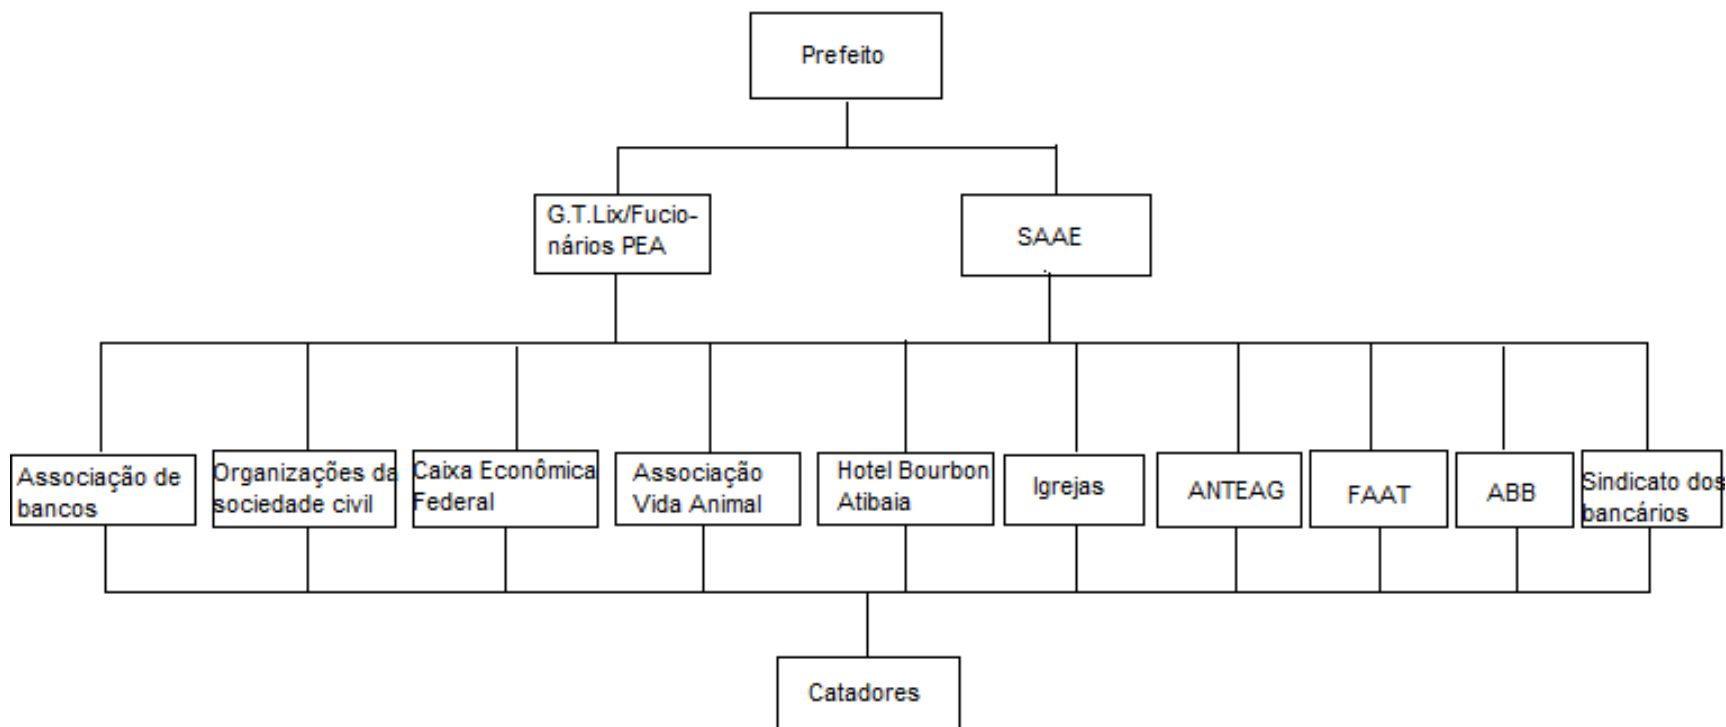 Prefeito
G.T.Lix/Fucio-
nários PEA
SAAE
Associação de
bancos
Organizações da
sociedade civil
Caixa Econômica
Federal
Associação
Vida Animal
Hotel Bourbon
Atibaia
Igrejas
ANTEAG
FAAT
ABB
Sindicato dos
bancários
Catadores